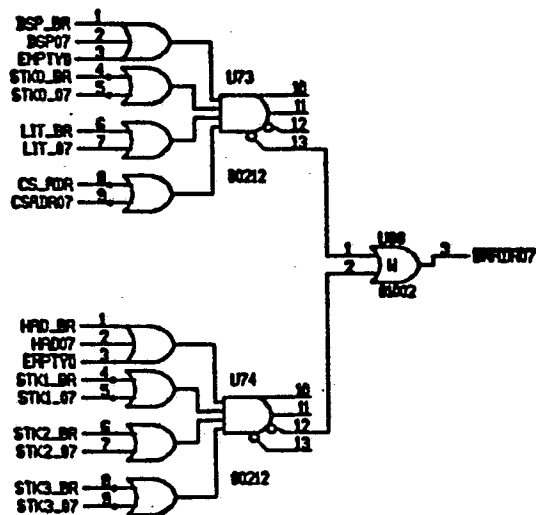 DSP_BR 1
DSP07 2
EMPTY0 3
STK0_BR 4
STK0_07 5
LIT_BR 6
LIT_07 7
CS_ADR 8
CSADR07 9
U73
10
11
12
13
80212
1
2
W
3
HAD_BR 1
HAD07 2
EMPTY0 3
STK1_BR 4
STK1_07 5
STK2_BR 6
STK2_07 7
STK3_BR 8
STK3_07 9
U74
10
11
12
13
80212